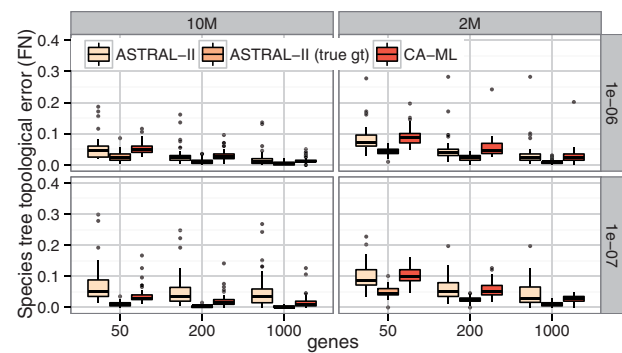 10M 2M
ASTRAL−II ASTRAL−II (true gt) CA−ML
Species tree topological error (FN)
0.4
0.3
0.2
0.1
0.0
1e−06
0.4
0.3
0.2
0.1
0.0
1e−07
50 200 1000 50 200 1000
genes